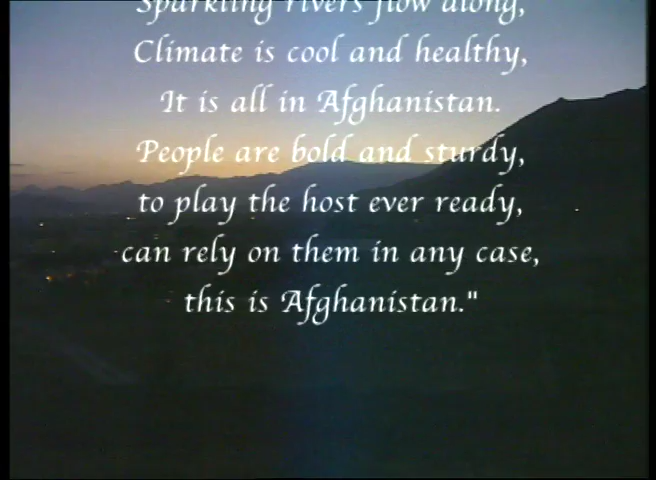 Sparkling rivers flow along,
Climate is cool and healthy,
It is all in Afghanistan.
People are bold and sturdy,
to play the host ever ready,
can rely on them in any case,
this is Afghanistan."